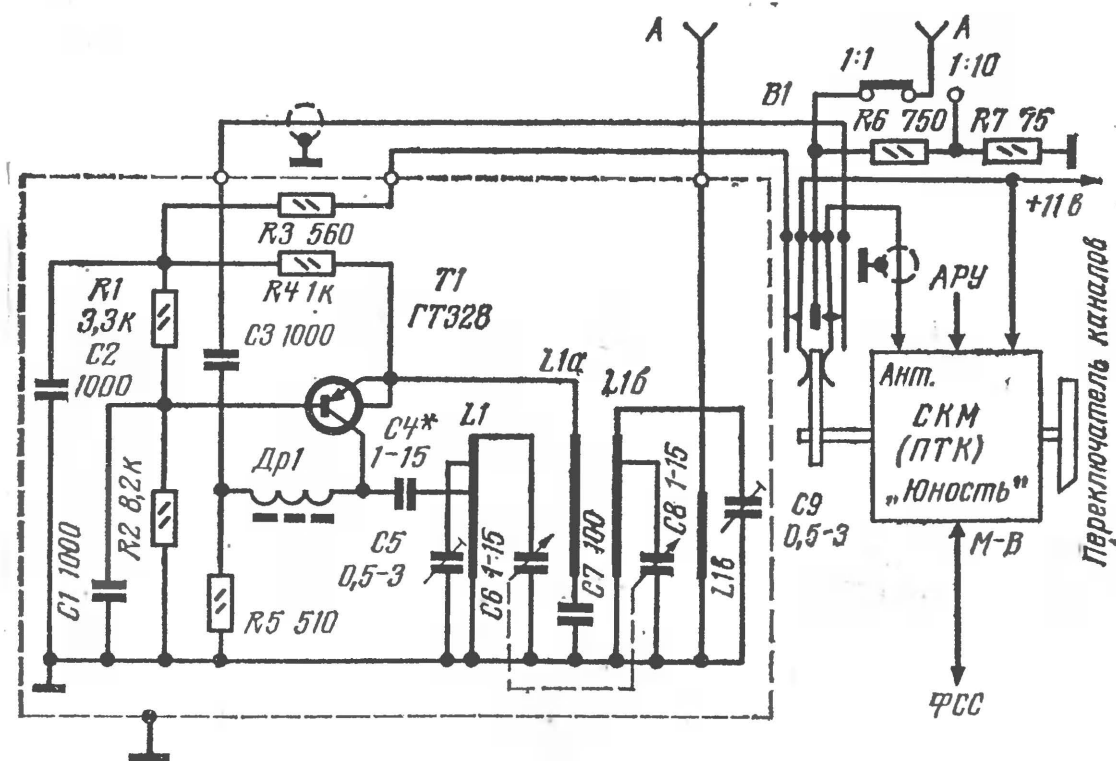 A
A
1:1
1:10
B1
R6 750
R7 75
+11в
R3 560
R4 1к
R1
3,3к
C2
1000
C3 1000
T1
ГТ328
L1а
L1б
АРУ
Ант.
СКМ
(ПТК)
„Юность"
Переключатель каналов
C4*
1-15
L1
Др1
R2 8,2к
C1 1000
C5
0,5-3
C6 1-15
C7 100
C8 1-15
L1в
C9
0,5-3
М-В
R5 510
ФСС